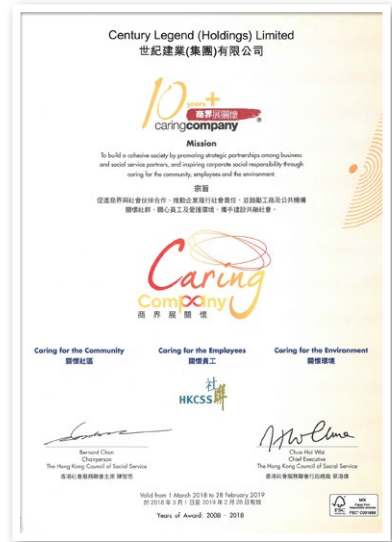 Century Legend (Holdings) Limited
世紀建業(集團)有限公司
10 years +
商界展關懷
caringcompany
®
Mission
To build a cohesive society by promoting strategic partnerships among business
and social service partners, and inspiring corporate social responsibility through
caring for the community, employees and the environment.
宗旨
促進商界與社會伙伴合作，推動企業履行社會責任，並鼓勵工商及公共機構
關懷社群、關心員工及愛護環境，攜手建設共融社會。
Caring
Company
商界展關懷
Caring for the Community Caring for the Employees Caring for the Environment
關懷社區 關懷員工 關懷環境
HKCSS 社聯
Bernard Chan Chua Hoi Wai
Chairperson Chief Executive
The Hong Kong Council of Social Service The Hong Kong Council of Social Service
香港社會服務聯會主席 陳智思 香港社會服務聯會行政總裁 蔡海偉
Valid from 1 March 2018 to 28 February 2019
於 2018 年 3 月 1 日至 2019 年 2 月 28 日有效
Years of Award: 2008 - 2018
FSC
MIX
FSC® C001669